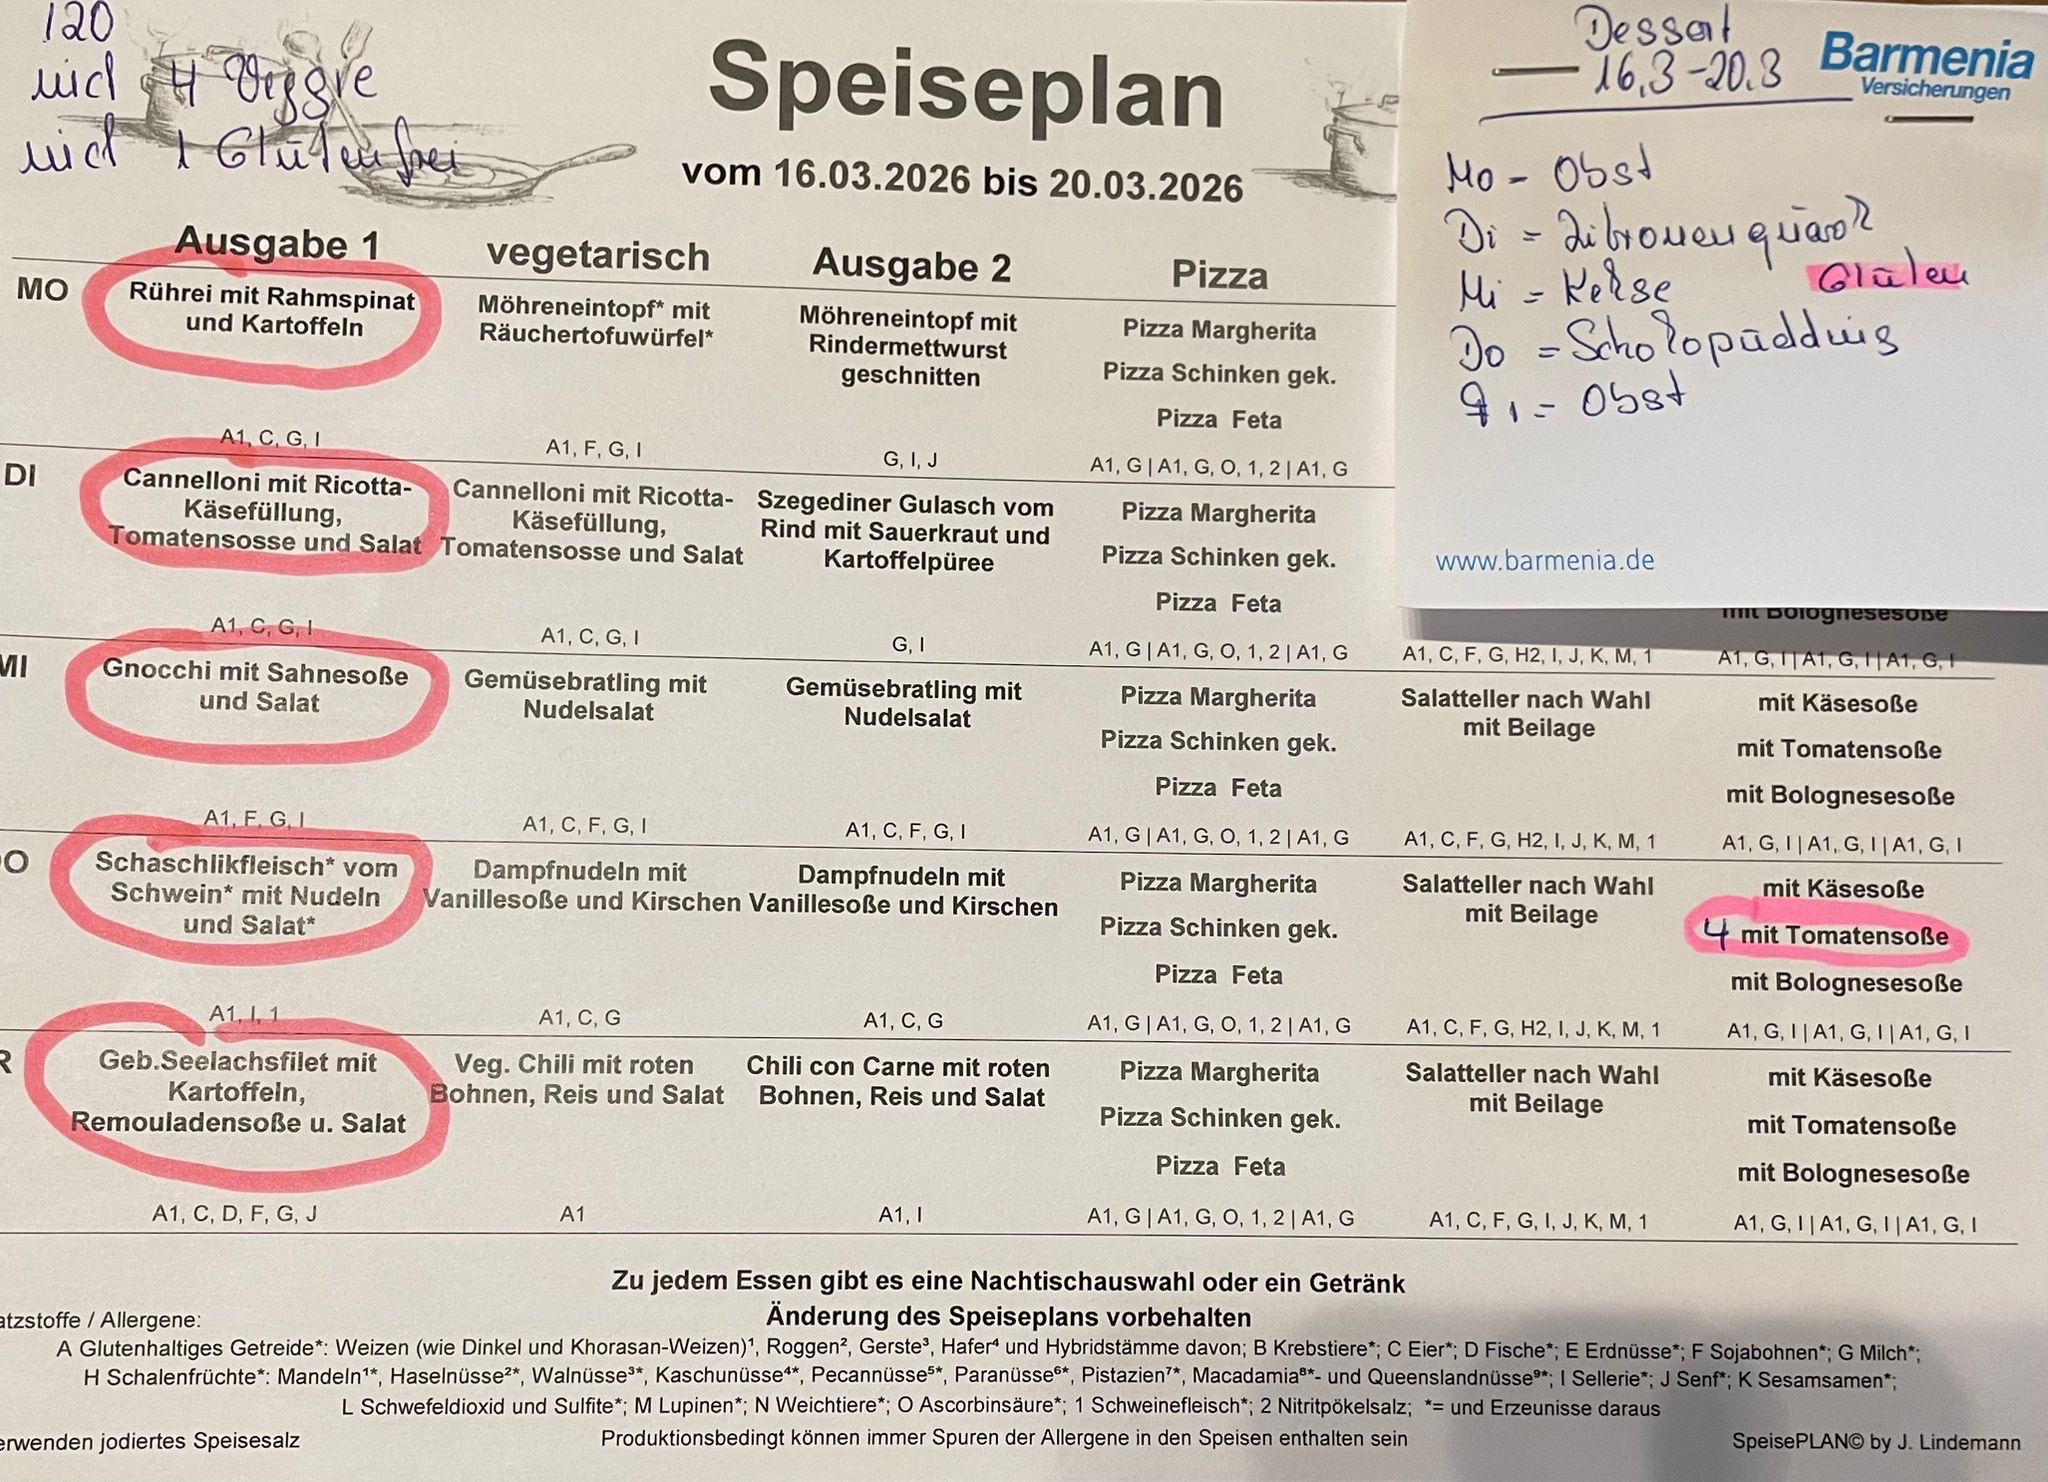 120
4 Veggie
1 Glutenfrei
Speiseplan
vom 16.03.2026 bis 20.03.2026
Dessert
16.3-20.3
Barmenia
Versicherungen
Mo - Obst
Di = Zitronenquark
Mi = Kekse Gluten
Do = Schokopudding
Fr = Obst
www.barmenia.de
Ausgabe 1 vegetarisch Ausgabe 2 Pizza
MO
Rührei mit Rahmspinat
und Kartoffeln
A1, C, G, I
Möhreneintopf* mit
Räuchertofuwürfel*
A1, F, G, I
Möhreneintopf mit
Rindermettwurst
geschnitten
G, I, J
Pizza Margherita
Pizza Schinken gek.
Pizza Feta
A1, G | A1, G, O, 1, 2 | A1, G
DI
Cannelloni mit Ricotta-
Käsefüllung,
Tomatensosse und Salat
A1, C, G, I
Cannelloni mit Ricotta-
Käsefüllung,
Tomatensosse und Salat
A1, C, G, I
Szegediner Gulasch vom
Rind mit Sauerkraut und
Kartoffelpüree
G, I
Pizza Margherita
Pizza Schinken gek.
Pizza Feta
A1, G | A1, G, O, 1, 2 | A1, G
A1, C, F, G, H2, I, J, K, M, 1
mit Bolognesesoße
A1, G, I | A1, G, I | A1, G, I
MI
Gnocchi mit Sahnesoße
und Salat
A1, F, G, I
Gemüsebratling mit
Nudelsalat
A1, C, F, G, I
Gemüsebratling mit
Nudelsalat
A1, C, F, G, I
Pizza Margherita
Pizza Schinken gek.
Pizza Feta
A1, G | A1, G, O, 1, 2 | A1, G
Salatteller nach Wahl
mit Beilage
A1, C, F, G, H2, I, J, K, M, 1
mit Käsesoße
mit Tomatensoße
mit Bolognesesoße
A1, G, I | A1, G, I | A1, G, I
O
Schaschlikfleisch* vom
Schwein* mit Nudeln
und Salat*
A1, I, 1
Dampfnudeln mit
Vanillesoße und Kirschen
A1, C, G
Dampfnudeln mit
Vanillesoße und Kirschen
A1, C, G
Pizza Margherita
Pizza Schinken gek.
Pizza Feta
A1, G | A1, G, O, 1, 2 | A1, G
Salatteller nach Wahl
mit Beilage
A1, C, F, G, H2, I, J, K, M, 1
mit Käsesoße
4 mit Tomatensoße
mit Bolognesesoße
A1, G, I | A1, G, I | A1, G, I
R
Geb.Seelachsfilet mit
Kartoffeln,
Remouladensoße u. Salat
A1, C, D, F, G, J
Veg. Chili mit roten
Bohnen, Reis und Salat
A1
Chili con Carne mit roten
Bohnen, Reis und Salat
A1, I
Pizza Margherita
Pizza Schinken gek.
Pizza Feta
A1, G | A1, G, O, 1, 2 | A1, G
Salatteller nach Wahl
mit Beilage
A1, C, F, G, I, J, K, M, 1
mit Käsesoße
mit Tomatensoße
mit Bolognesesoße
A1, G, I | A1, G, I | A1, G, I
Zu jedem Essen gibt es eine Nachtischauswahl oder ein Getränk
Änderung des Speiseplans vorbehalten
atzstoffe / Allergene:
A Glutenhaltiges Getreide*: Weizen (wie Dinkel und Khorasan-Weizen)¹, Roggen², Gerste³, Hafer⁴ und Hybridstämme davon; B Krebstiere*; C Eier*; D Fische*; E Erdnüsse*; F Sojabohnen*; G Milch*;
H Schalenfrüchte*: Mandeln¹*, Haselnüsse²*, Walnüsse³*, Kaschunüsse⁴*, Pecannüsse⁵*, Paranüsse⁶*, Pistazien⁷*, Macadamia⁸*- und Queenslandnüsse⁹*; I Sellerie*; J Senf*; K Sesamsamen*;
L Schwefeldioxid und Sulfite*; M Lupinen*; N Weichtiere*; O Ascorbinsäure*; 1 Schweinefleisch*; 2 Nitritpökelsalz; *= und Erzeunisse daraus
erwenden jodiertes Speisesalz
Produktionsbedingt können immer Spuren der Allergene in den Speisen enthalten sein
SpeisePLAN© by J. Lindemann